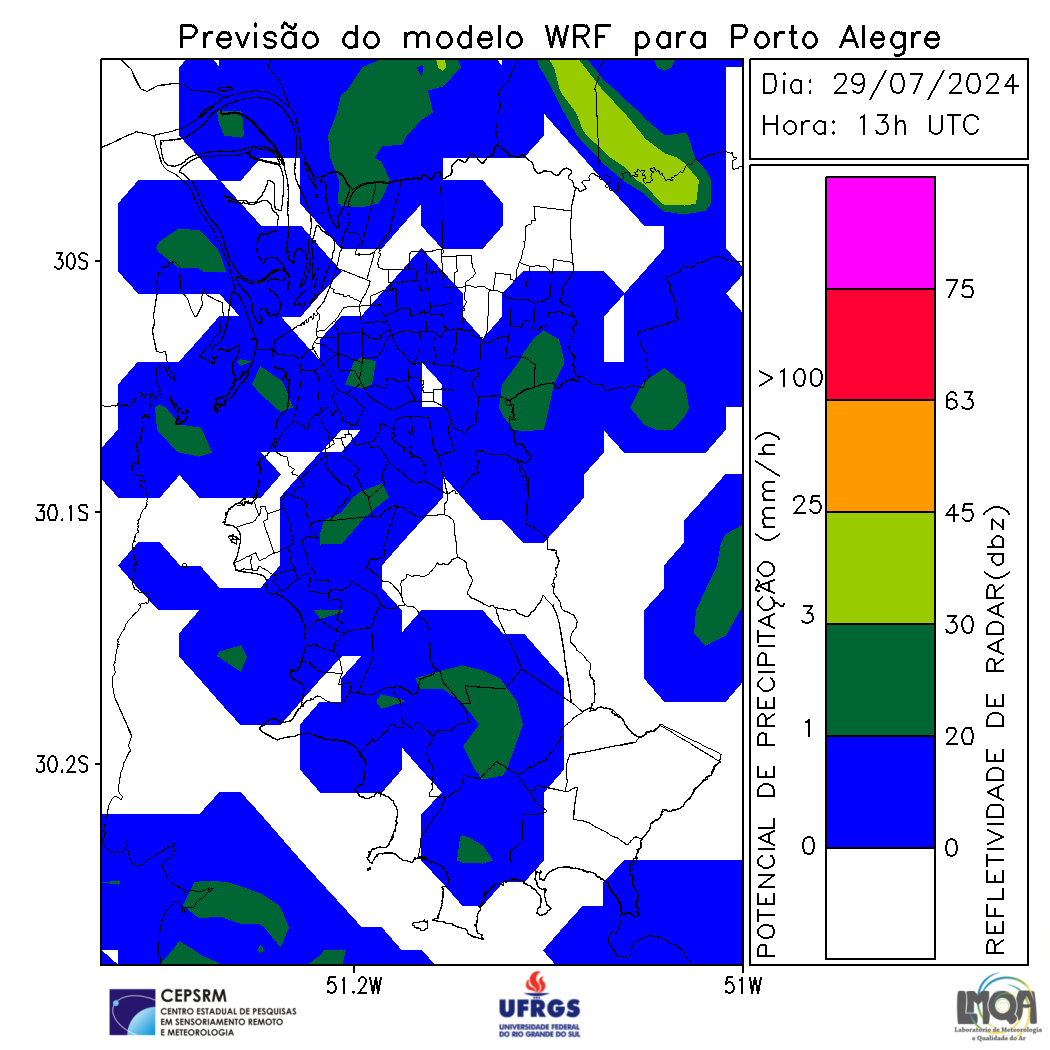 Previsão do modelo WRF para Porto Alegre
Dia: 29/07/2024
Hora: 13h UTC
30S
30.1S
30.2S
51.2W
51W
POTENCIAL DE PRECIPITAÇÃO (mm/h)
>100
25
3
1
0
75
63
45
30
20
0
REFLETIVIDADE DE RADAR(dbz)
CEPSRM
CENTRO ESTADUAL DE PESQUISAS
EM SENSORIAMENTO REMOTO
E METEOROLOGIA
UFRGS
UNIVERSIDADE FEDERAL
DO RIO GRANDE DO SUL
LMQA
Laboratório de Meteorologia
e Qualidade do Ar